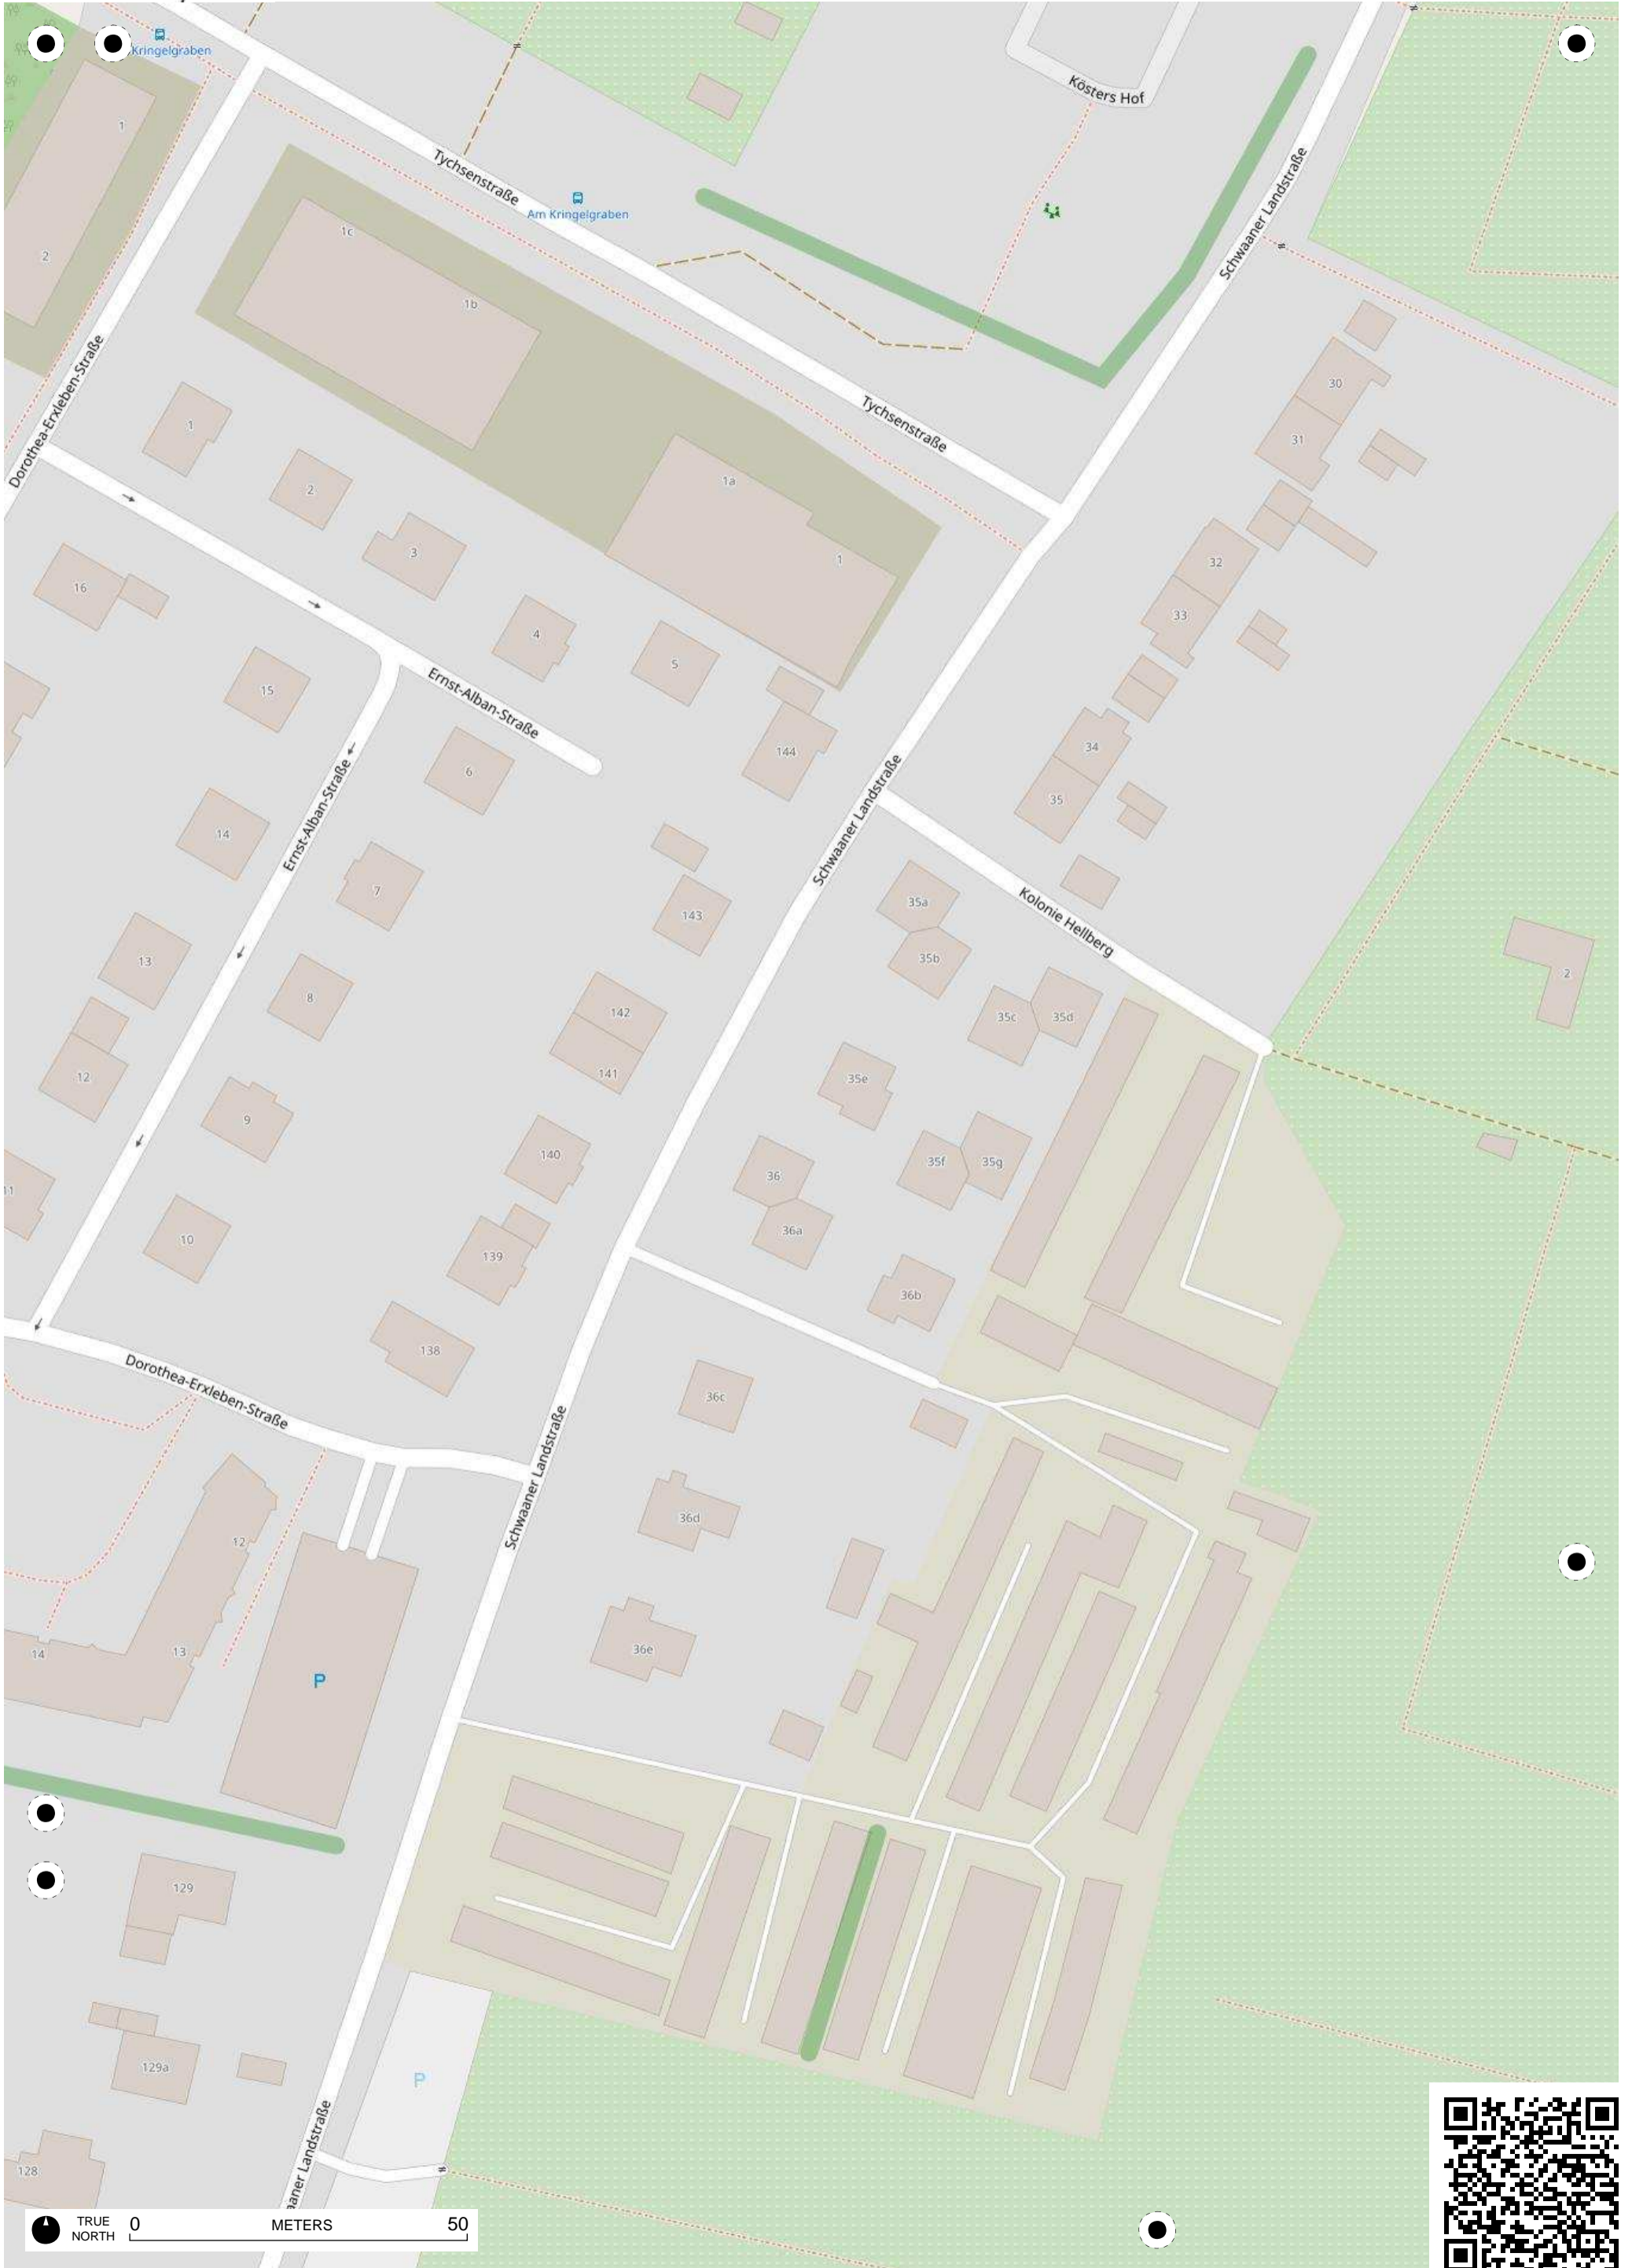 Kringelgraben
Kösters Hof
1
Tychsenstraße
Schwaaner Landstraße
Am Kringelgraben
1c
2
1b
Dorothea-Erxleben-Straße
30
Tychsenstraße
1
31
1a
2
3
1
32
16
33
4
5
15
Ernst-Alban-Straße
34
144
6
35
Schwaaner Landstraße
Ernst-Alban-Straße
14
7
35a
143
Kolonie Hellberg
35b
13
2
8
142
35c
35d
141
12
35e
9
140
35f
35g
36
11
36a
10
139
36b
138
Dorothea-Erxleben-Straße
36c
Schwaaner Landstraße
36d
12
36e
13
14
P
129
129a
P
aaner Landstraße
128
TRUE
NORTH
0 METERS 50